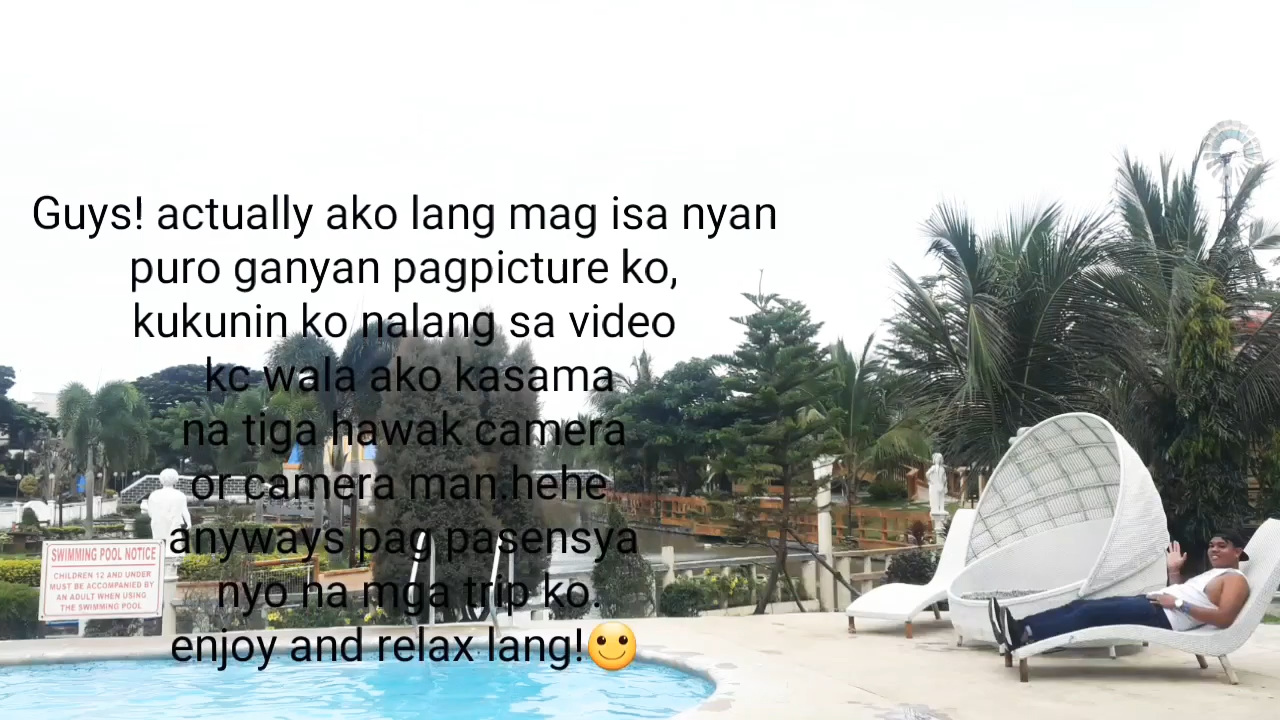 Guys! actually ako lang mag isa nyan
puro ganyan pagpicture ko,
kukunin ko nalang sa video
kc wala ako kasama
na tiga hawak camera
or camera man.hehe
anyways pag pasensya
nyo na mga trip ko.
enjoy and relax lang!🙂
SWIMMING POOL NOTICE
CHILDREN 12 AND UNDER
MUST BE ACCOMPANIED BY
AN ADULT WHEN USING
THE SWIMMING POOL